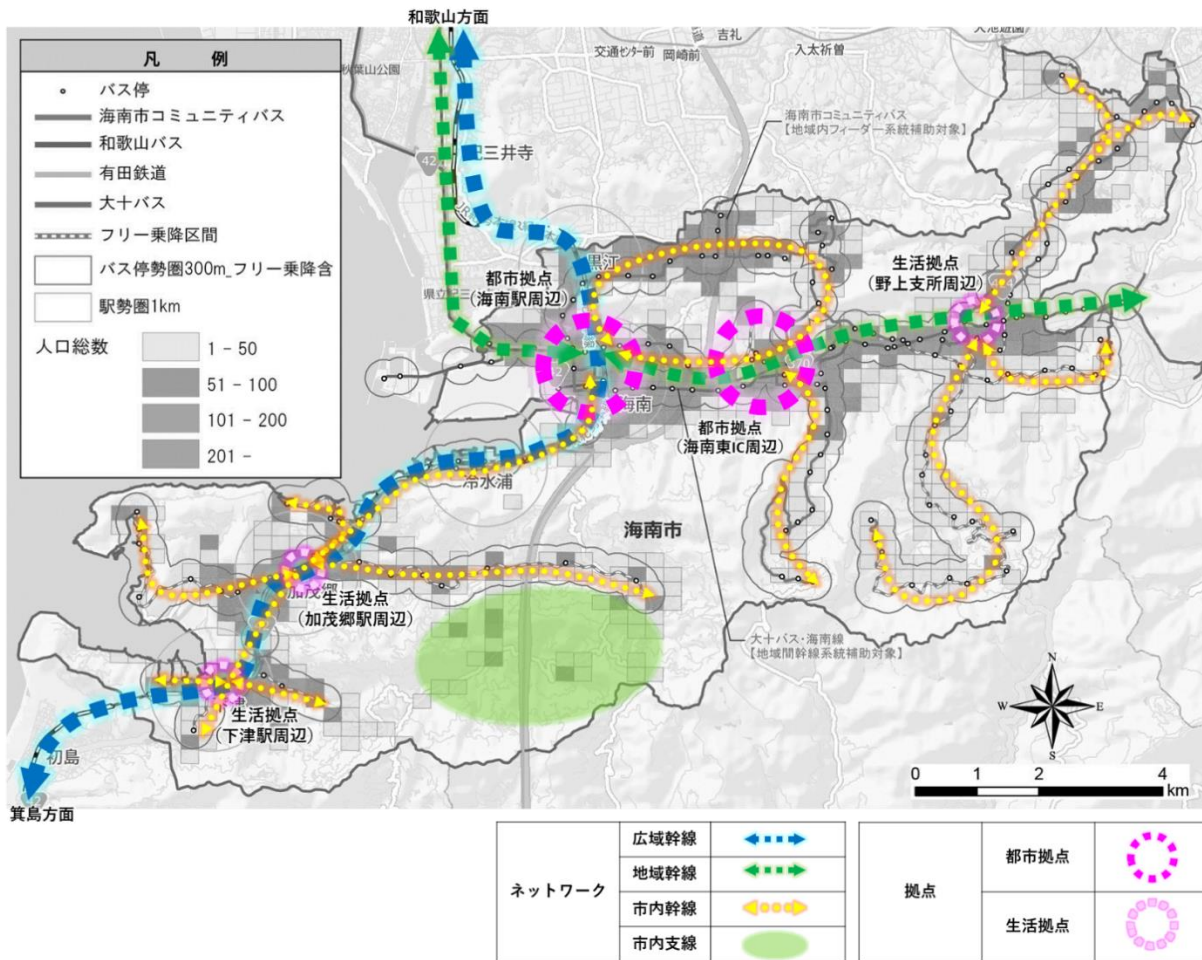 和歌山方面
凡 例
バス停
海南市コミュニティバス
和歌山バス
有田鉄道
大十バス
フリー乗降区間
バス停勢圏300m_フリー乗降含
駅勢圏1km
人口総数
1 - 50
51 - 100
101 - 200
201 -
秋葉山公園
交通センター前
岡崎前
吉礼
入太祈曽
42
紀三井寺
海南市コミュニティバス
【地域内フィーダー系統補助対象】
黒江
都市拠点
(海南駅周辺)
生活拠点
(野上支所周辺)
海南
都市拠点
(海南東IC周辺)
冷水浦
海南市
加茂郷
生活拠点
(加茂郷駅周辺)
大十バス・海南線
【地域間幹線系統補助対象】
生活拠点
(下津駅周辺)
初島
箕島方面
N
W
E
S
0 1 2 4
km
ネットワーク
広域幹線
地域幹線
市内幹線
市内支線
拠点
都市拠点
生活拠点